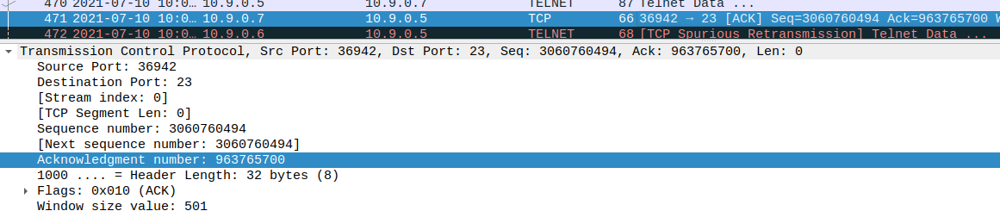 470 2021-07-10 10:0… 10.9.0.5 10.9.0.7 TELNET 87 Telnet Data ...
471 2021-07-10 10:0… 10.9.0.7 10.9.0.5 TCP 66 36942 → 23 [ACK] Seq=3060760494 Ack=963765700 W
472 2021-07-10 10:0… 10.9.0.6 10.9.0.5 TELNET 68 [TCP Spurious Retransmission] Telnet Data ...
Transmission Control Protocol, Src Port: 36942, Dst Port: 23, Seq: 3060760494, Ack: 963765700, Len: 0
Source Port: 36942
Destination Port: 23
[Stream index: 0]
[TCP Segment Len: 0]
Sequence number: 3060760494
[Next sequence number: 3060760494]
Acknowledgment number: 963765700
1000 .... = Header Length: 32 bytes (8)
Flags: 0x010 (ACK)
Window size value: 501